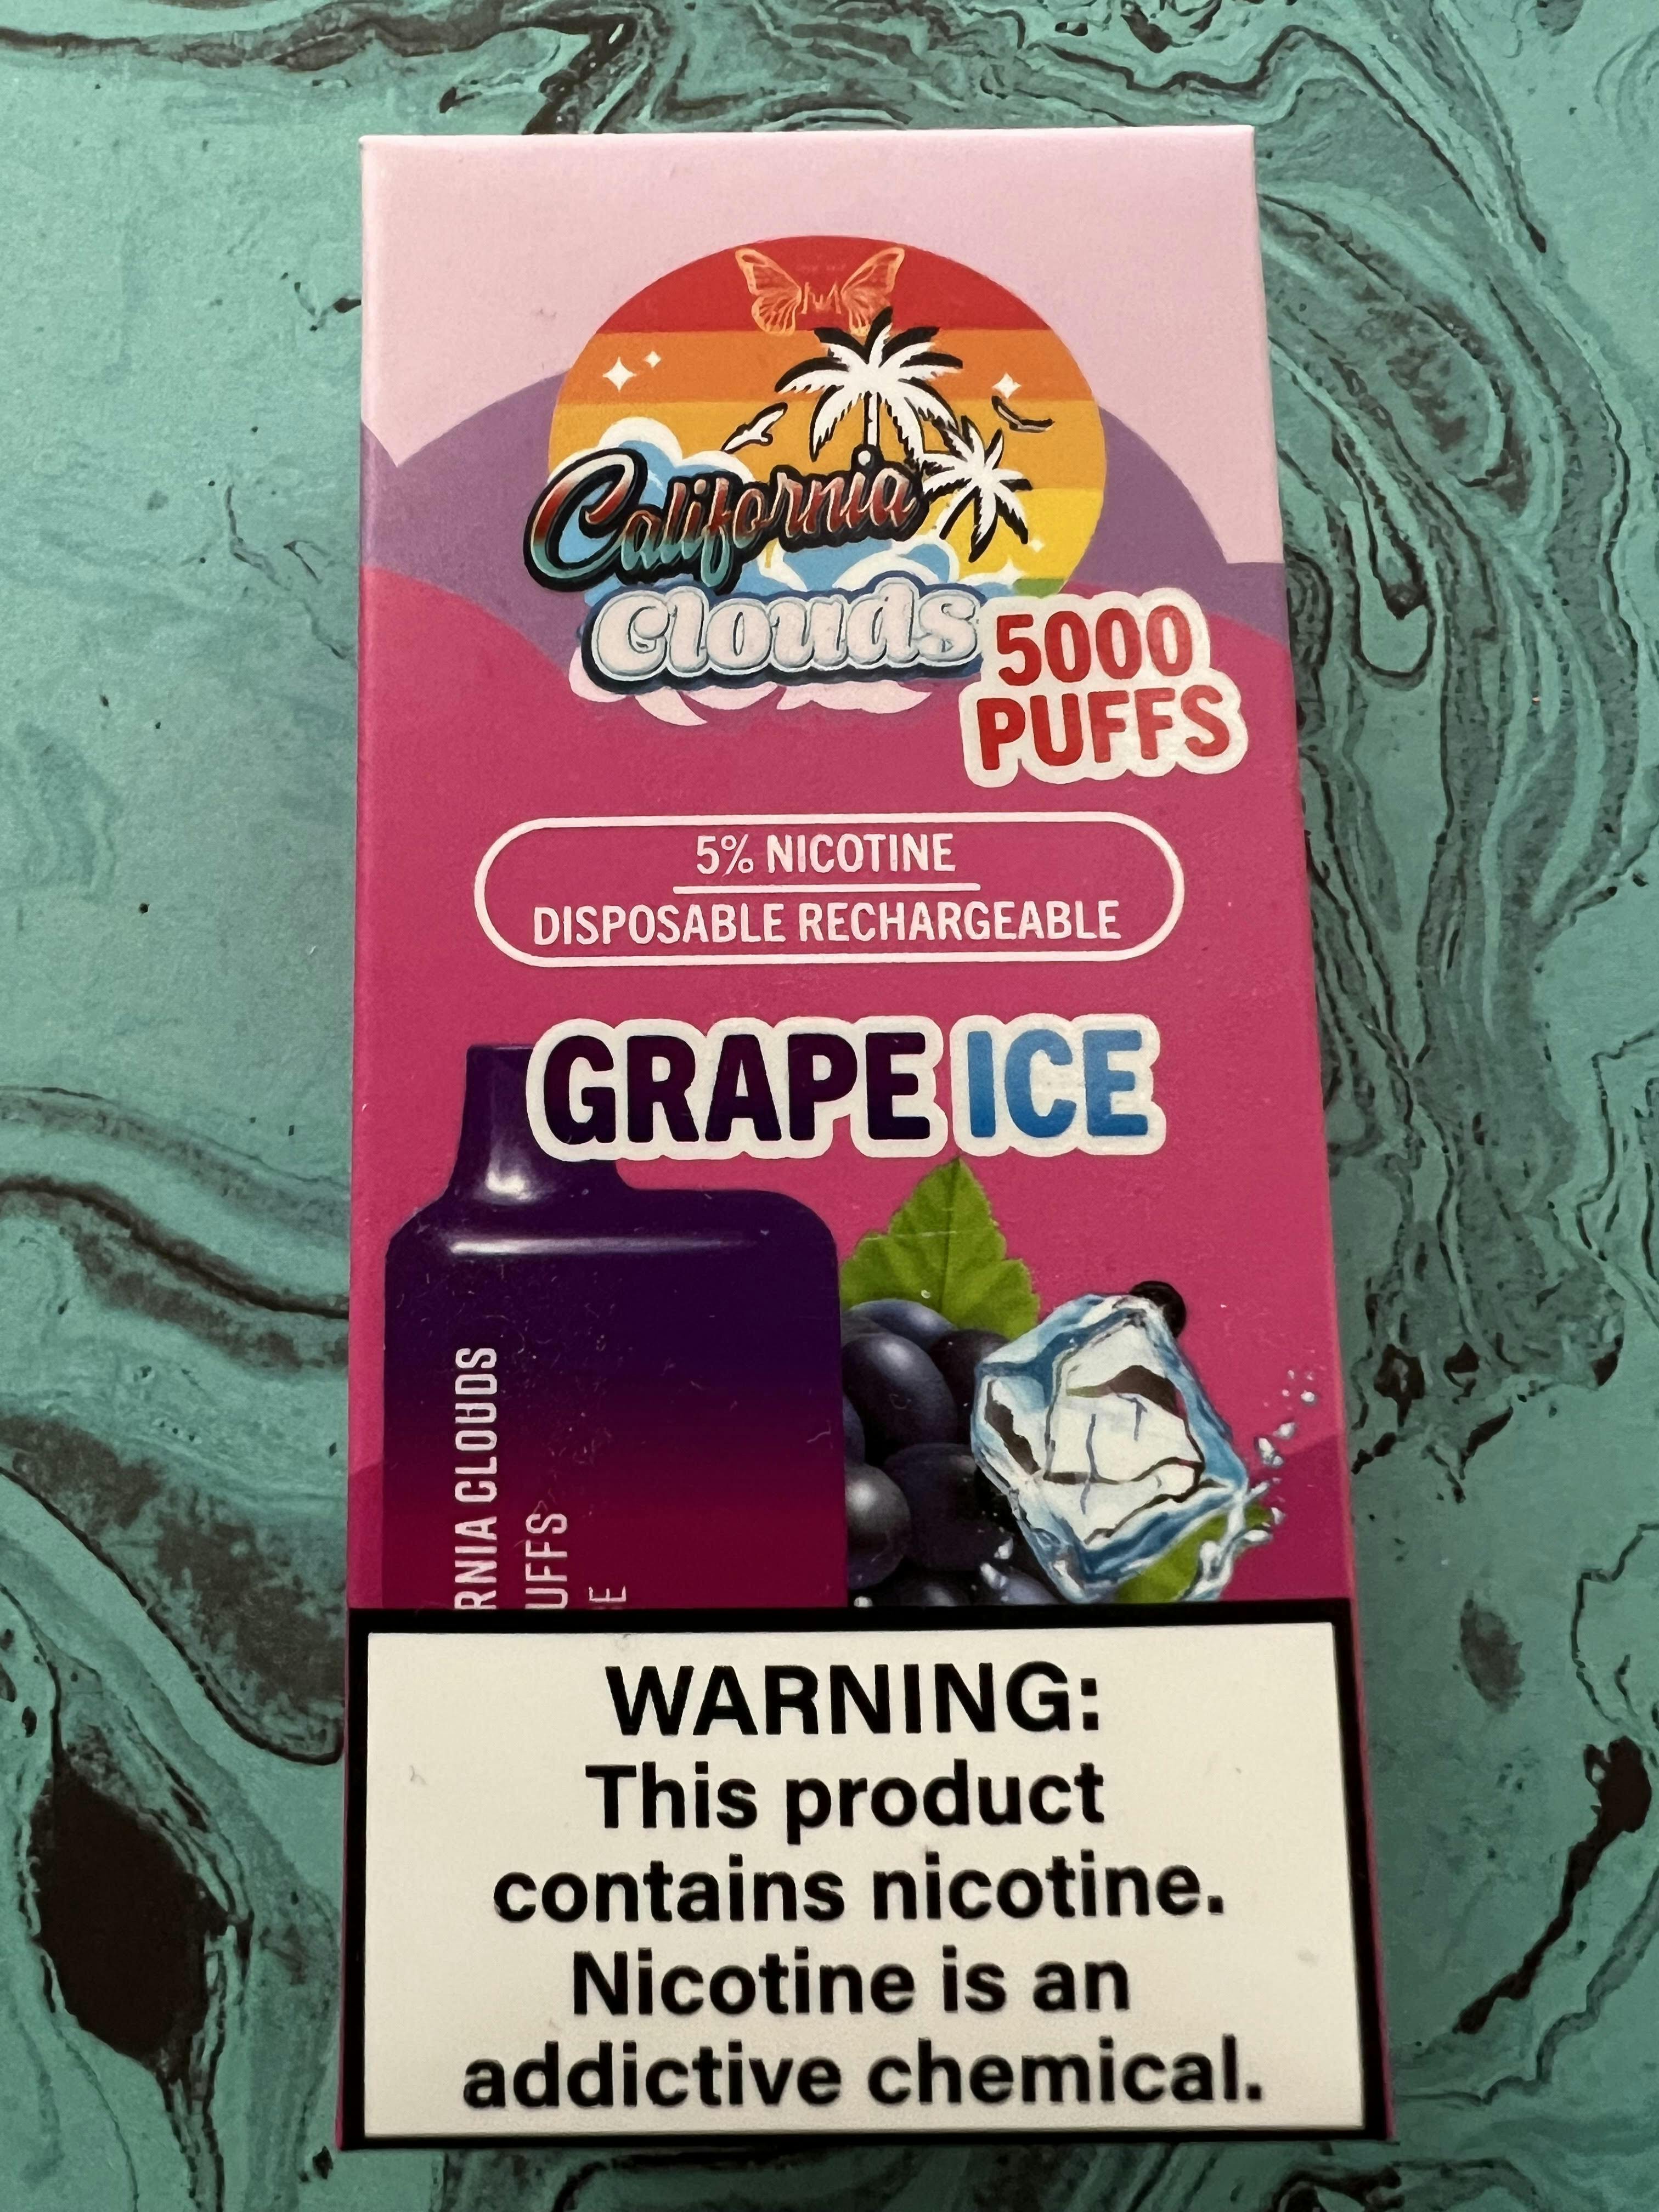 California
Clouds
5000
PUFFS
5% NICOTINE
DISPOSABLE RECHARGEABLE
GRAPE ICE
RNIA CLOUDS
UFFS
E
WARNING:
This product
contains nicotine.
Nicotine is an
addictive chemical.